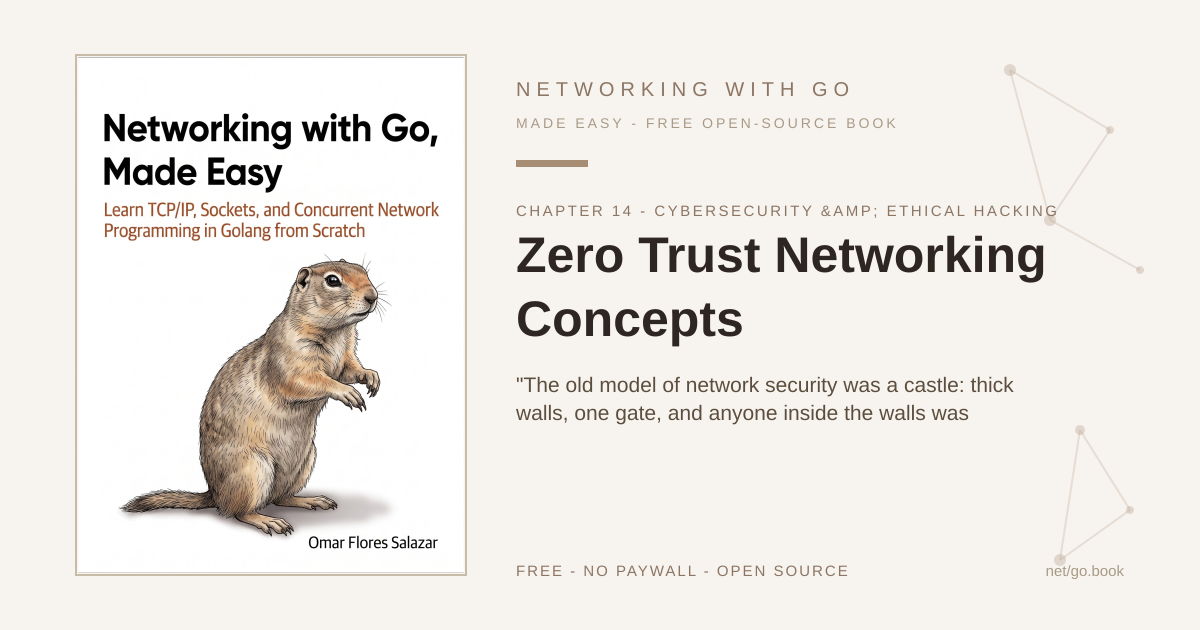 Networking with Go,
Made Easy
Learn TCP/IP, Sockets, and Concurrent Network
Programming in Golang from Scratch
Omar Flores Salazar
NETWORKING WITH GO
MADE EASY - FREE OPEN-SOURCE BOOK
CHAPTER 14 - CYBERSECURITY &AMP; ETHICAL HACKING
Zero Trust Networking
Concepts
"The old model of network security was a castle: thick
walls, one gate, and anyone inside the walls was
FREE - NO PAYWALL - OPEN SOURCE
net/go.book